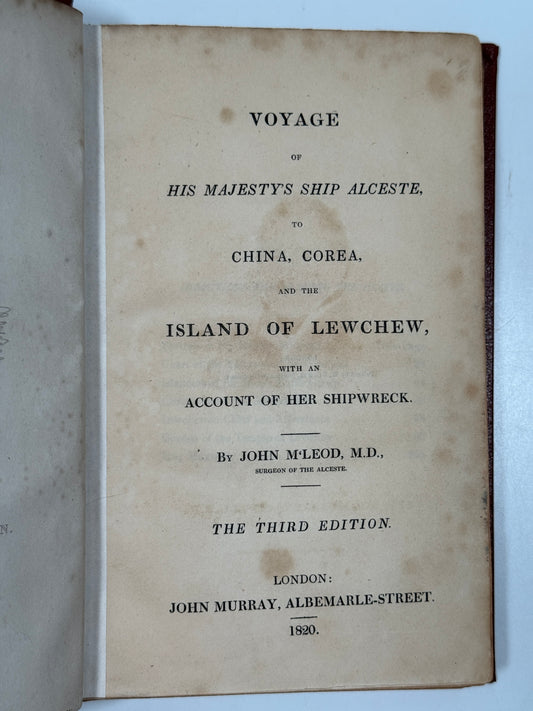 VOYAGE
OF
HIS MAJESTY'S SHIP ALCESTE,
TO
CHINA, COREA,
AND THE
ISLAND OF LEWCHEW,
WITH AN
ACCOUNT OF HER SHIPWRECK.
BY JOHN M'LEOD, M.D.,
SURGEON OF THE ALCESTE.
THE THIRD EDITION.
LONDON:
JOHN MURRAY, ALBEMARLE-STREET.
1820.
N.